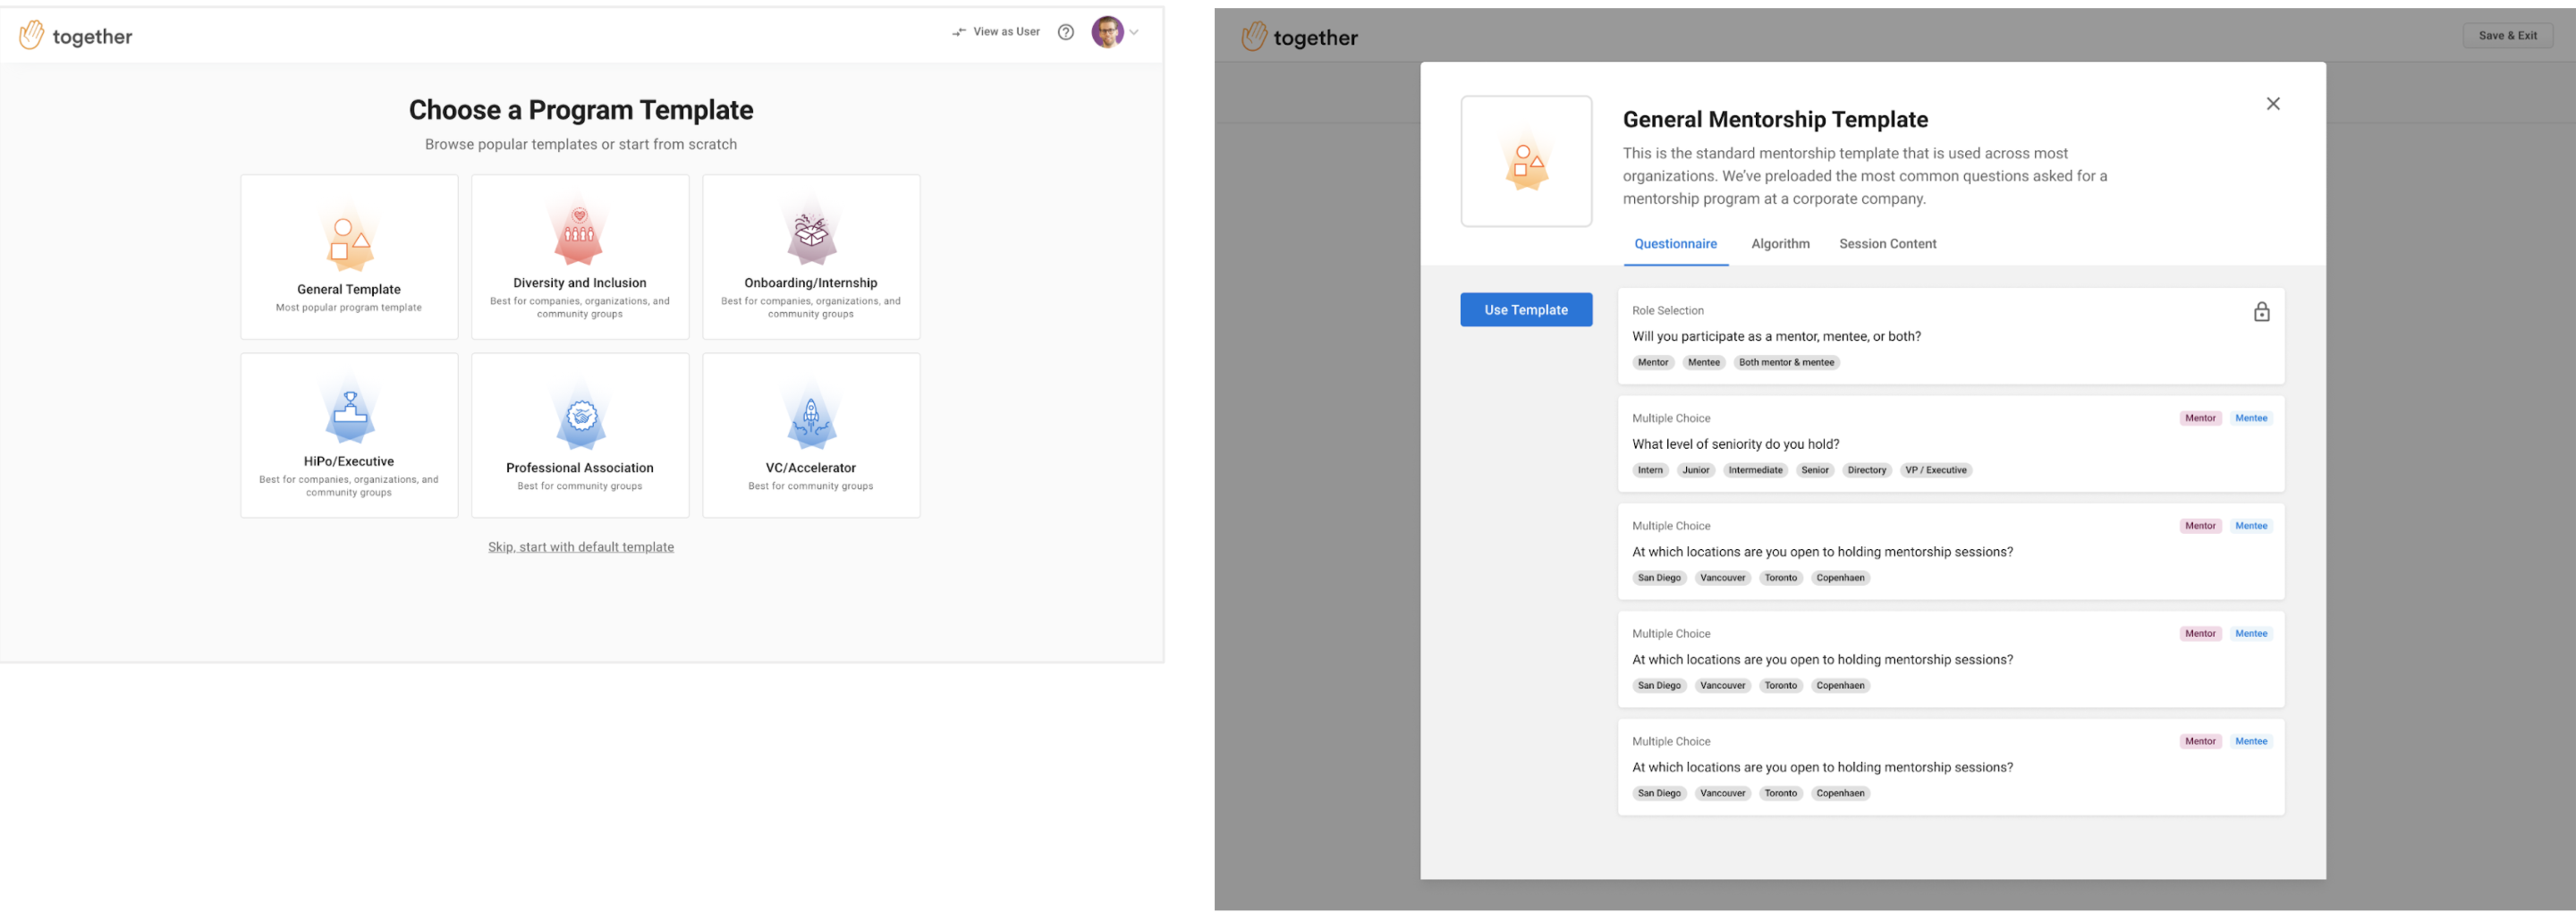 together
View as User
Choose a Program Template
Browse popular templates or start from scratch
General Template
Most popular program template
Diversity and Inclusion
Best for companies, organizations, and
community groups
Onboarding/Internship
Best for companies, organizations, and
community groups
HiPo/Executive
Best for companies, organizations, and
community groups
Professional Association
Best for community groups
VC/Accelerator
Best for community groups
Skip, start with default template
together
Save & Exit
General Mentorship Template
This is the standard mentorship template that is used across most
organizations. We've preloaded the most common questions asked for a
mentorship program at a corporate company.
Questionnaire Algorithm Session Content
Use Template
Role Selection
Will you participate as a mentor, mentee, or both?
Mentor Mentee Both mentor & mentee
Multiple Choice Mentor Mentee
What level of seniority do you hold?
Intern Junior Intermediate Senior Directory VP / Executive
Multiple Choice Mentor Mentee
At which locations are you open to holding mentorship sessions?
San Diego Vancouver Toronto Copenhaen
Multiple Choice Mentor Mentee
At which locations are you open to holding mentorship sessions?
San Diego Vancouver Toronto Copenhaen
Multiple Choice Mentor Mentee
At which locations are you open to holding mentorship sessions?
San Diego Vancouver Toronto Copenhaen